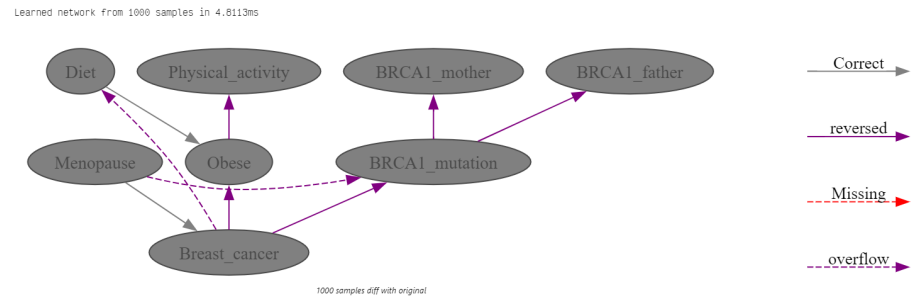 Learned network from 1000 samples in 4.8113ms
Diet
Physical_activity
BRCA1_mother
BRCA1_father
Correct
reversed
Menopause
Obese
BRCA1_mutation
Missing
Breast_cancer
overflow
1000 samples diff with original